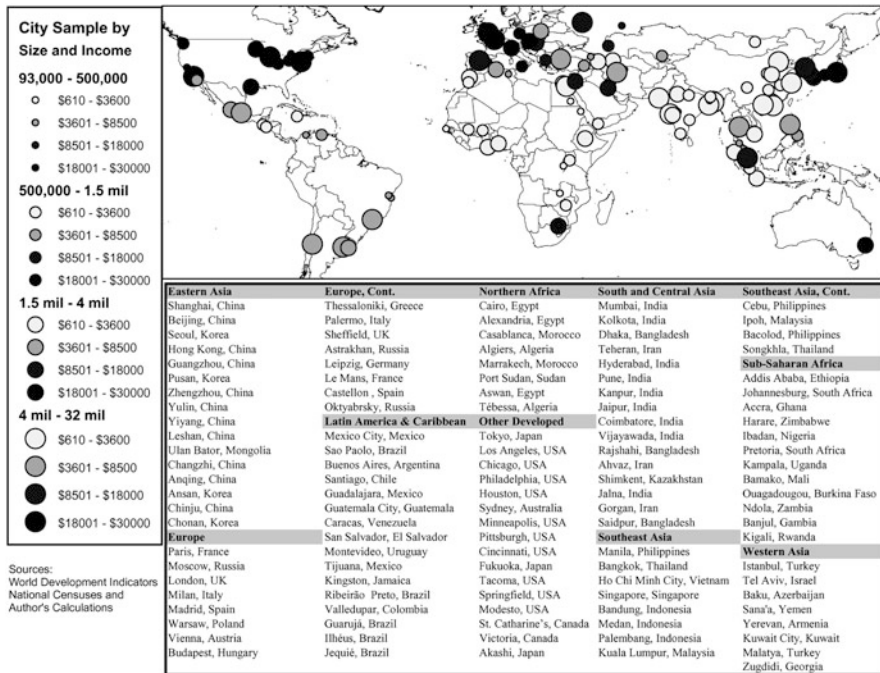 City Sample by
Size and Income
93,000 - 500,000
$610 - $3600
$3601 - $8500
$8501 - $18000
$18001 - $30000
500,000 - 1.5 mil
$610 - $3600
$3601 - $8500
$8501 - $18000
$18001 - $30000
1.5 mil - 4 mil
$610 - $3600
$3601 - $8500
$8501 - $18000
$18001 - $30000
4 mil - 32 mil
$610 - $3600
$3601 - $8500
$8501 - $18000
$18001 - $30000
Sources:
World Development Indicators
National Censuses and
Author's Calculations
Eastern Asia
Shanghai, China
Beijing, China
Seoul, Korea
Hong Kong, China
Guangzhou, China
Pusan, Korea
Zhengzhou, China
Yulin, China
Yiyang, China
Leshan, China
Ulan Bator, Mongolia
Changzhi, China
Anqing, China
Ansan, Korea
Chinju, China
Chonan, Korea
Europe
Paris, France
Moscow, Russia
London, UK
Milan, Italy
Madrid, Spain
Warsaw, Poland
Vienna, Austria
Budapest, Hungary
Europe, Cont.
Thessaloniki, Greece
Palermo, Italy
Sheffield, UK
Astrakhan, Russia
Leipzig, Germany
Le Mans, France
Castellon , Spain
Oktyabrsky, Russia
Latin America & Caribbean
Mexico City, Mexico
Sao Paolo, Brazil
Buenos Aires, Argentina
Santiago, Chile
Guadalajara, Mexico
Guatemala City, Guatemala
Caracas, Venezuela
San Salvador, El Salvador
Montevideo, Uruguay
Tijuana, Mexico
Kingston, Jamaica
Ribeirão Preto, Brazil
Valledupar, Colombia
Guarujá, Brazil
Ilhéus, Brazil
Jequié, Brazil
Northern Africa
Cairo, Egypt
Alexandria, Egypt
Casablanca, Morocco
Algiers, Algeria
Marrakech, Morocco
Port Sudan, Sudan
Aswan, Egypt
Tébessa, Algeria
Other Developed
Tokyo, Japan
Los Angeles, USA
Chicago, USA
Philadelphia, USA
Houston, USA
Sydney, Australia
Minneapolis, USA
Pittsburgh, USA
Cincinnati, USA
Fukuoka, Japan
Tacoma, USA
Springfield, USA
Modesto, USA
St. Catharine's, Canada
Victoria, Canada
Akashi, Japan
South and Central Asia
Mumbai, India
Kolkota, India
Dhaka, Bangladesh
Teheran, Iran
Hyderabad, India
Pune, India
Kanpur, India
Jaipur, India
Coimbatore, India
Vijayawada, India
Rajshahi, Bangladesh
Ahvaz, Iran
Shimkent, Kazakhstan
Jalna, India
Gorgan, Iran
Saidpur, Bangladesh
Southeast Asia
Manila, Philippines
Bangkok, Thailand
Ho Chi Minh City, Vietnam
Singapore, Singapore
Bandung, Indonesia
Medan, Indonesia
Palembang, Indonesia
Kuala Lumpur, Malaysia
Southeast Asia, Cont.
Cebu, Philippines
Ipoh, Malaysia
Bacolod, Philippines
Songkhla, Thailand
Sub-Saharan Africa
Addis Ababa, Ethiopia
Johannesburg, South Africa
Accra, Ghana
Harare, Zimbabwe
Ibadan, Nigeria
Pretoria, South Africa
Kampala, Uganda
Bamako, Mali
Ouagadougou, Burkina Faso
Ndola, Zambia
Banjul, Gambia
Kigali, Rwanda
Western Asia
Istanbul, Turkey
Tel Aviv, Israel
Baku, Azerbaijan
Sana'a, Yemen
Yerevan, Armenia
Kuwait City, Kuwait
Malatya, Turkey
Zugdidi, Georgia